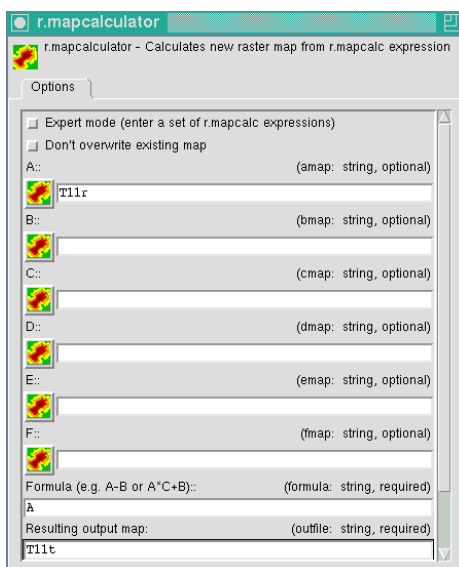 r.mapcalculator
r.mapcalculator - Calculates new raster map from r.mapcalc expression
Options
Expert mode (enter a set of r.mapcalc expressions)
Don't overwrite existing map
A:: (amap: string, optional)
T11r
B:: (bmap: string, optional)
C:: (cmap: string, optional)
D:: (dmap: string, optional)
E:: (emap: string, optional)
F:: (fmap: string, optional)
Formula (e.g. A-B or A*C+B):: (formula: string, required)
A
Resulting output map: (outfile: string, required)
T11t